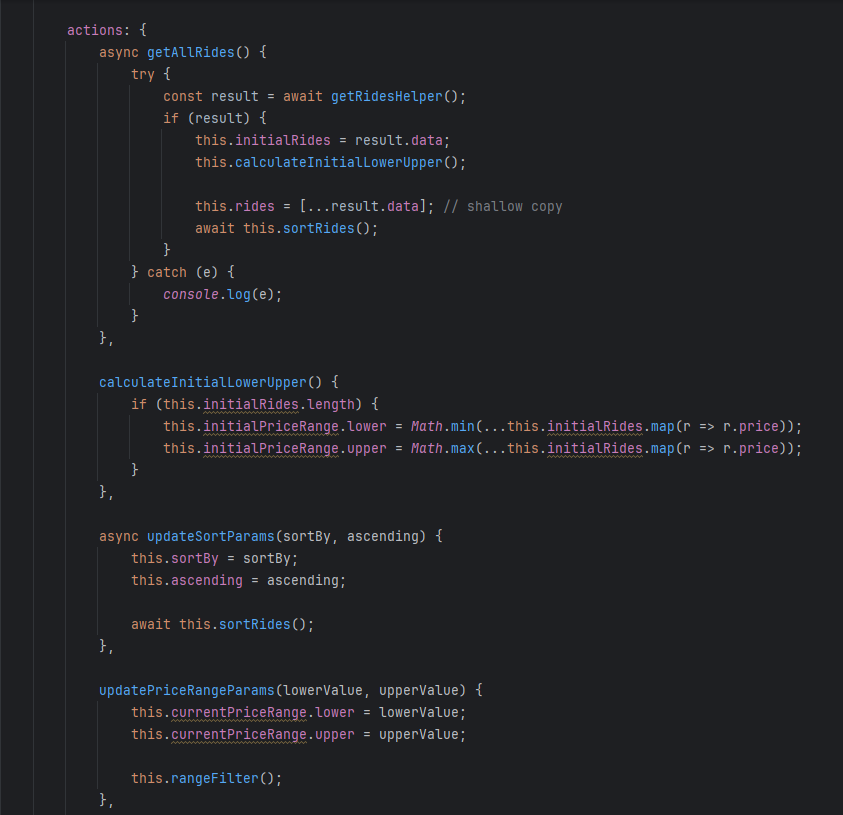 actions: {
async getAllRides() {
try {
const result = await getRidesHelper();
if (result) {
this.initialRides = result.data;
this.calculateInitialLowerUpper();
this.rides = [...result.data]; // shallow copy
await this.sortRides();
}
} catch (e) {
console.log(e);
}
},
calculateInitialLowerUpper() {
if (this.initialRides.length) {
this.initialPriceRange.lower = Math.min(...this.initialRides.map(r => r.price));
this.initialPriceRange.upper = Math.max(...this.initialRides.map(r => r.price));
}
},
async updateSortParams(sortBy, ascending) {
this.sortBy = sortBy;
this.ascending = ascending;
await this.sortRides();
},
updatePriceRangeParams(lowerValue, upperValue) {
this.currentPriceRange.lower = lowerValue;
this.currentPriceRange.upper = upperValue;
this.rangeFilter();
},